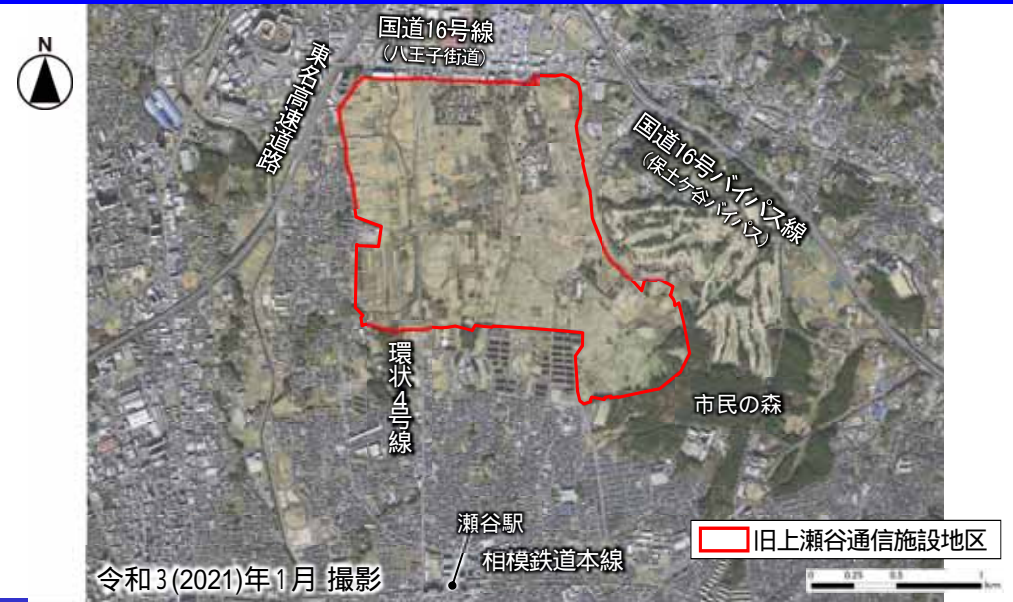 N
国道16号線
(八王子街道)
東名高速道路
国道16号バイパス線
(保土ケ谷バイパス)
環状4号線
市民の森
瀬谷駅
相模鉄道本線
旧上瀬谷通信施設地区
令和3(2021)年1月 撮影
0 0.25 0.5 1
km